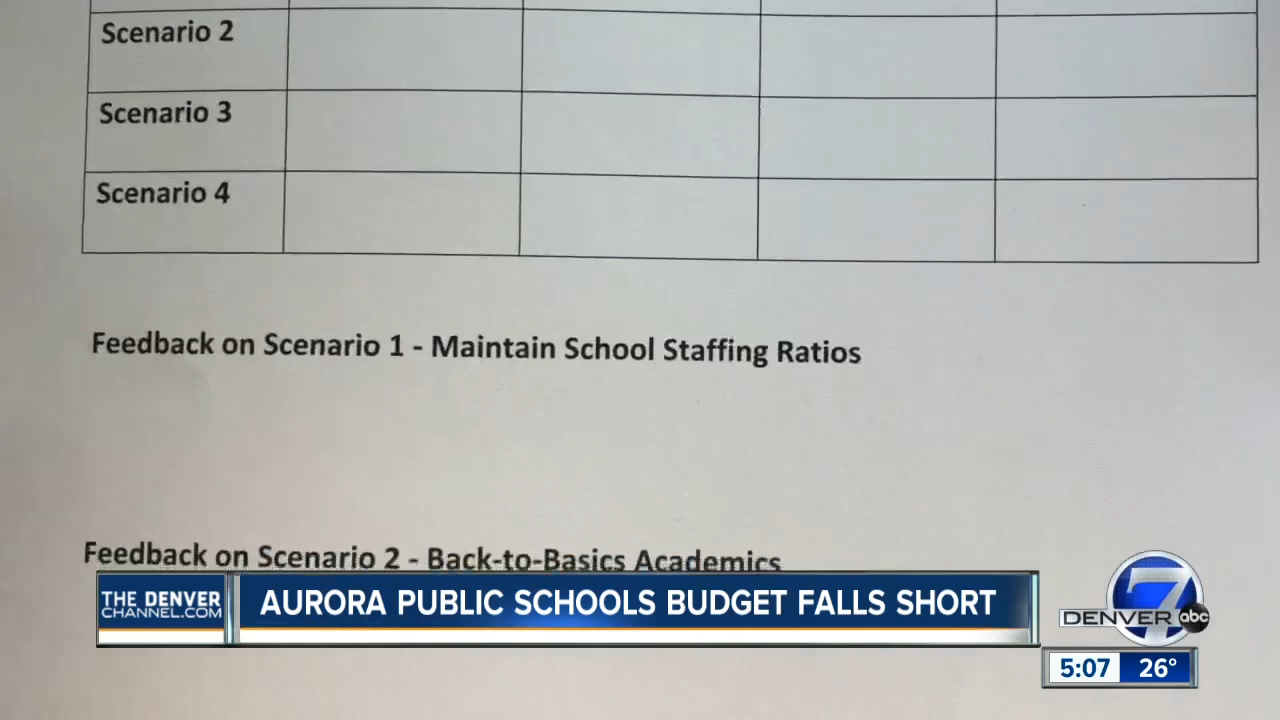 Scenario 2
Scenario 3
Scenario 4
Feedback on Scenario 1 - Maintain School Staffing Ratios
Feedback on Scenario 2 - Back-to-Basics Academics
THE DENVER
CHANNEL.COM
AURORA PUBLIC SCHOOLS BUDGET FALLS SHORT
7
DENVER abc
5:07 26°